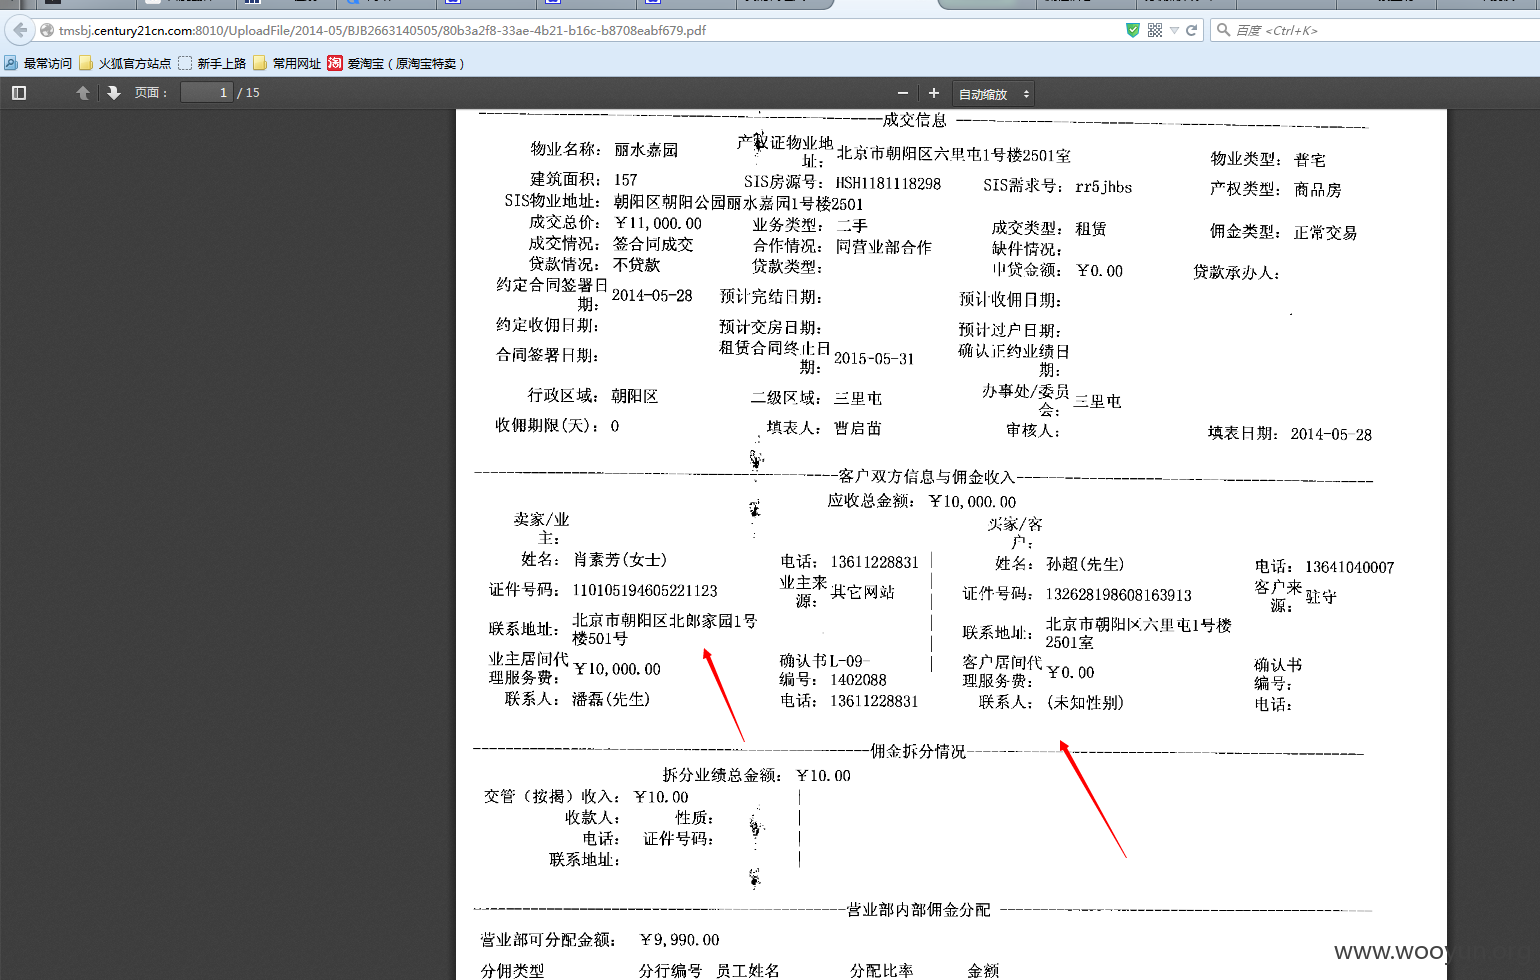 tmsbj.century21cn.com:8010/UploadFile/2014-05/BJB2663140505/80b3a2f8-33ae-4b21-b16c-b8708eabf679.pdf
百度 <Ctrl+K>
最常访问 火狐官方站点 新手上路 常用网址 淘 爱淘宝（原淘宝特卖）
页面： 1 / 15 自动缩放
成交信息
物业名称： 丽水嘉园 产权证物业地址： 北京市朝阳区六里屯1号楼2501室 物业类型： 普宅
建筑面积： 157 SIS房源号： HSH1181118298 SIS需求号： rr5jhbs 产权类型： 商品房
SIS物业地址： 朝阳区朝阳公园丽水嘉园1号楼2501
成交总价： ￥11,000.00 业务类型： 二手 成交类型： 租赁 佣金类型： 正常交易
成交情况： 签合同成交 合作情况： 同营业部合作 缺件情况：
贷款情况： 不贷款 贷款类型： 申贷金额： ￥0.00 贷款承办人：
约定合同签署日期： 2014-05-28 预计完结日期： 预计收佣日期：
约定收佣日期： 预计交房日期： 预计过户日期：
合同签署日期： 租赁合同终止日期： 2015-05-31 确认正约业绩日期：
行政区域： 朝阳区 二级区域： 三里屯 办事处/委员会： 三里屯
收佣期限(天)： 0 填表人： 曹启苗 审核人： 填表日期： 2014-05-28
客户双方信息与佣金收入
应收总金额： ￥10,000.00
卖家/业主： 买家/客户：
姓名： 肖素芳(女士) 电话： 13611228831 姓名： 孙超(先生) 电话： 13641040007
证件号码： 110105194605221123 业主来源： 其它网站 证件号码： 132628198608163913 客户来源： 驻守
联系地址： 北京市朝阳区北郎家园1号楼501号 联系地址： 北京市朝阳区六里屯1号楼2501室
业主居间代理服务费： ￥10,000.00 确认书编号： L-09-1402088 客户居间代理服务费： ￥0.00 确认书编号：
联系人： 潘磊(先生) 电话： 13611228831 联系人： (未知性别) 电话：
佣金拆分情况
拆分业绩总金额： ￥10.00
交管（按揭）收入： ￥10.00
收款人： 性质：
电话： 证件号码：
联系地址：
营业部内部佣金分配
营业部可分配金额： ￥9,990.00
分佣类型 分行编号 员工姓名 分配比率 金额
www.wooyun.org